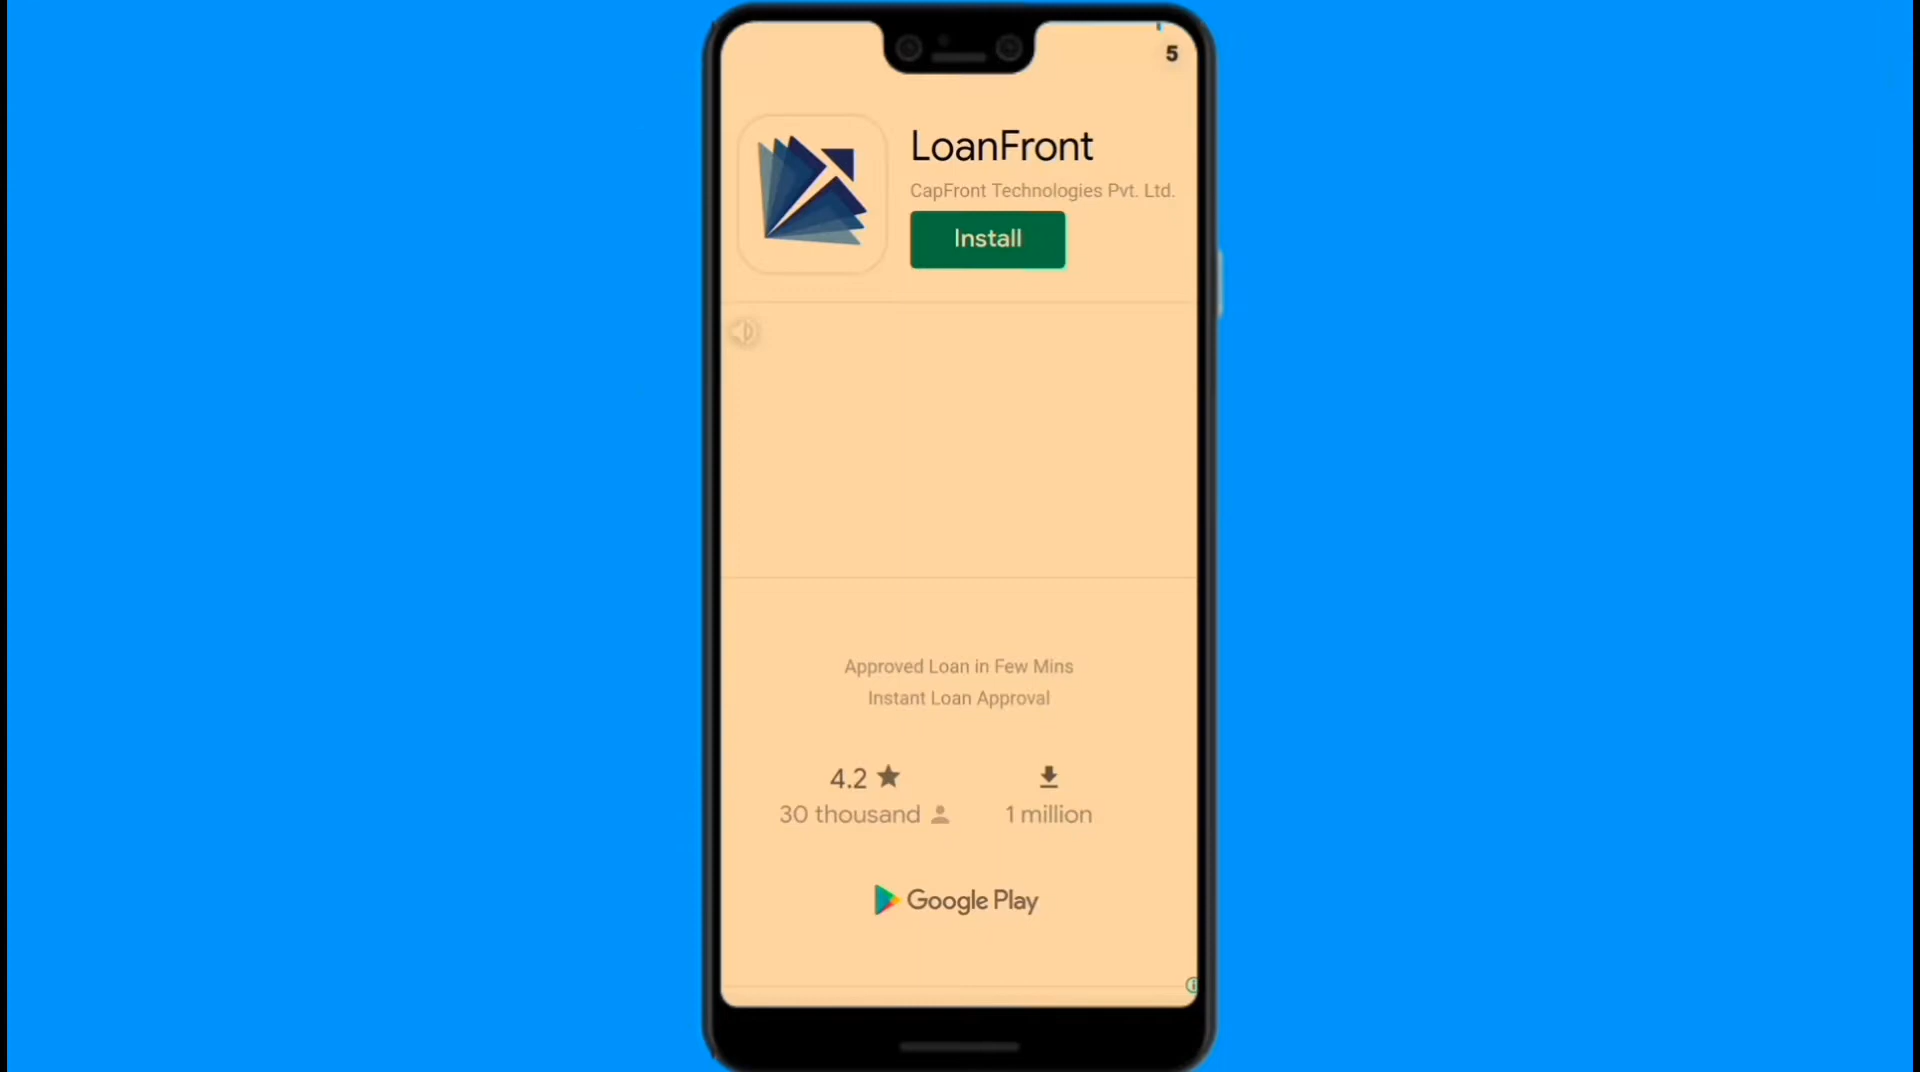 5
LoanFront
CapFront Technologies Pvt. Ltd.
Install
Approved Loan in Few Mins
Instant Loan Approval
4.2 ★
30 thousand
1 million
Google Play